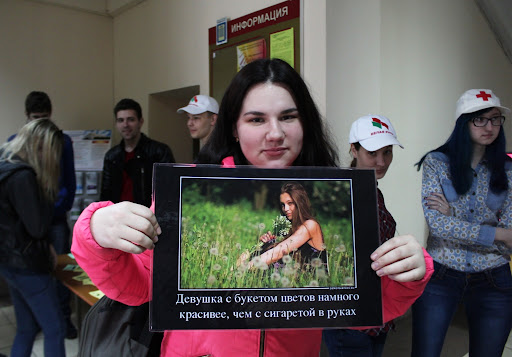 ИНФОРМАЦИЯ
Девушка с букетом цветов намного
красивее, чем с сигаретой в руках